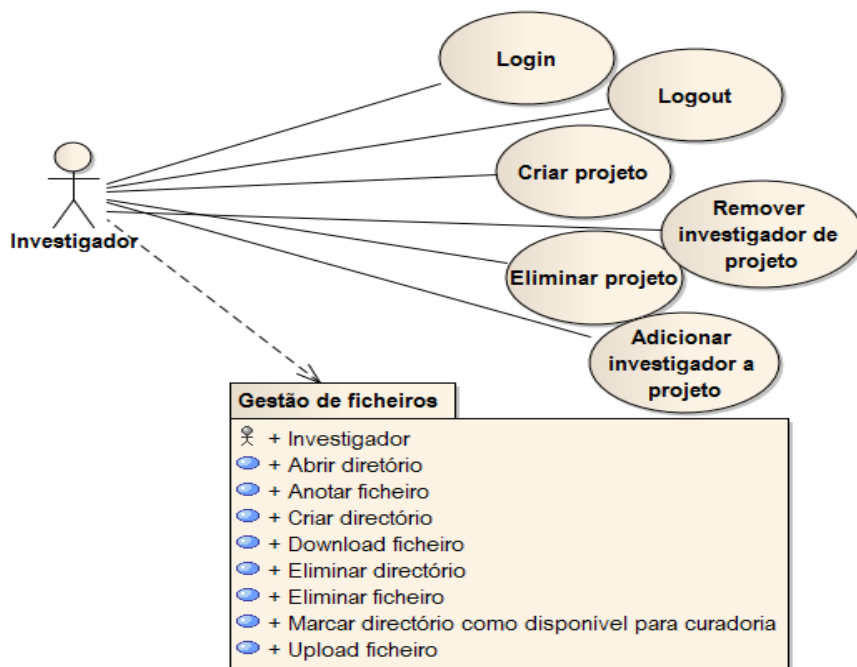 Login
Logout
Criar projeto
Remover
investigador de
projeto
Investigador
Eliminar projeto
Adicionar
investigador a
projeto
Gestão de ficheiros
+ Investigador
+ Abrir diretório
+ Anotar ficheiro
+ Criar directório
+ Download ficheiro
+ Eliminar directório
+ Eliminar ficheiro
+ Marcar directório como disponível para curadoria
+ Upload ficheiro